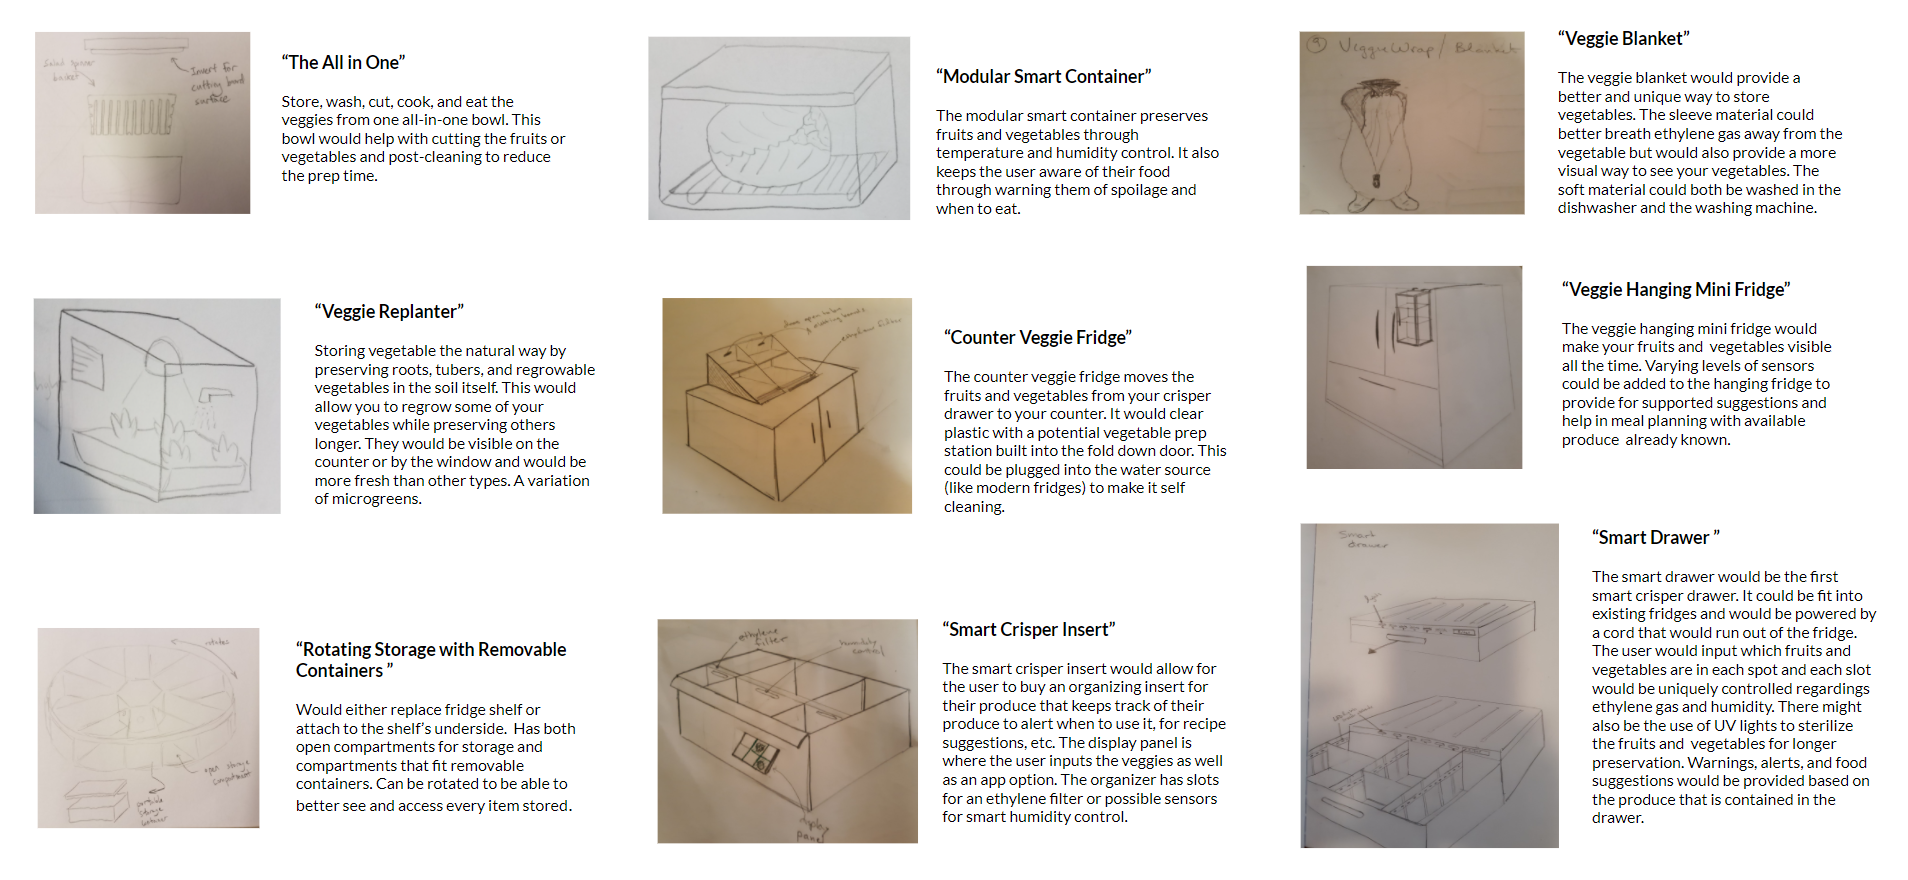 Salad spinner
basket
Insert for
cutting board
surface
“The All in One”
Store, wash, cut, cook, and eat the
veggies from one all-in-one bowl. This
bowl would help with cutting the fruits or
vegetables and post-cleaning to reduce
the prep time.
“Modular Smart Container”
The modular smart container preserves
fruits and vegetables through
temperature and humidity control. It also
keeps the user aware of their food
through warning them of spoilage and
when to eat.
VeggieWrap / Blanket
“Veggie Blanket”
The veggie blanket would provide a
better and unique way to store
vegetables. The sleeve material could
better breath ethylene gas away from the
vegetable but would also provide a more
visual way to see your vegetables. The
soft material could both be washed in the
dishwasher and the washing machine.
“Veggie Replanter”
Storing vegetable the natural way by
preserving roots, tubers, and regrowable
vegetables in the soil itself. This would
allow you to regrow some of your
vegetables while preserving others
longer. They would be visible on the
counter or by the window and would be
more fresh than other types. A variation
of microgreens.
“Counter Veggie Fridge”
The counter veggie fridge moves the
fruits and vegetables from your crisper
drawer to your counter. It would clear
plastic with a potential vegetable prep
station built into the fold down door. This
could be plugged into the water source
(like modern fridges) to make it self
cleaning.
“Veggie Hanging Mini Fridge”
The veggie hanging mini fridge would
make your fruits and vegetables visible
all the time. Varying levels of sensors
could be added to the hanging fridge to
provide for supported suggestions and
help in meal planning with available
produce already known.
rotates
open storage
compartment
portable
storage
container
“Rotating Storage with Removable
Containers ”
Would either replace fridge shelf or
attach to the shelf’s underside. Has both
open compartments for storage and
compartments that fit removable
containers. Can be rotated to be able to
better see and access every item stored.
ethylene
filter
humidity
control
display
panel
“Smart Crisper Insert”
The smart crisper insert would allow for
the user to buy an organizing insert for
their produce that keeps track of their
produce to alert when to use it, for recipe
suggestions, etc. The display panel is
where the user inputs the veggies as well
as an app option. The organizer has slots
for an ethylene filter or possible sensors
for smart humidity control.
Smart
drawer
“Smart Drawer ”
The smart drawer would be the first
smart crisper drawer. It could be fit into
existing fridges and would be powered by
a cord that would run out of the fridge.
The user would input which fruits and
vegetables are in each spot and each slot
would be uniquely controlled regardings
ethylene gas and humidity. There might
also be the use of UV lights to sterilize
the fruits and vegetables for longer
preservation. Warnings, alerts, and food
suggestions would be provided based on
the produce that is contained in the
drawer.